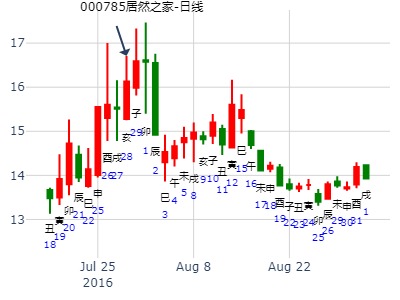 000785居然之家-日线
17
16
15
14
13
丑
18
寅
19
卯
20
辰
21
巳
22
申
25
酉
26
戌
27
亥
28
子
29
卯
1
辰
2
巳
3
午
4
未
5
戌
8
亥
9
子
10
丑
11
寅
12
巳
15
午
16
未
17
申
18
酉
19
子
22
丑
23
寅
24
卯
25
辰
26
未
29
申
30
酉
31
戌
1
Jul 25
2016
Aug 8
Aug 22